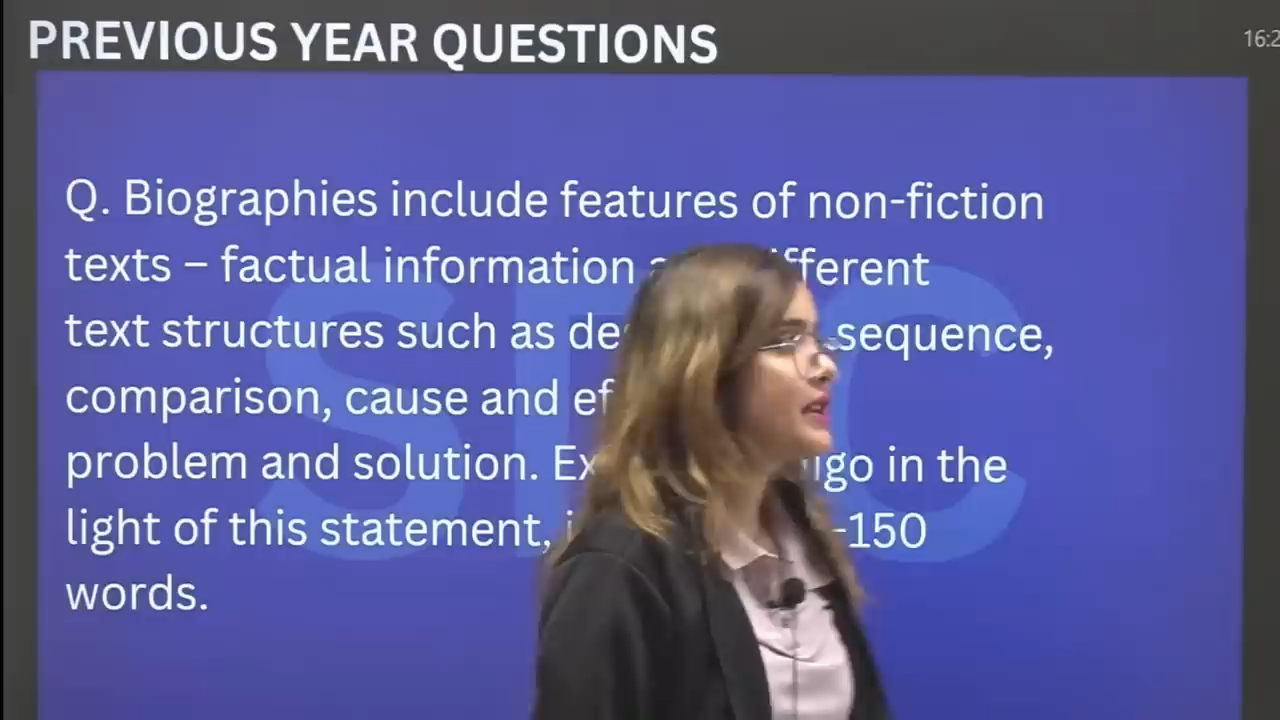 PREVIOUS YEAR QUESTIONS
16:2
Q. Biographies include features of non-fiction
texts – factual information
text structures such as sequence,
comparison, cause and
problem and solution. in the
light of this statement, -150
words.